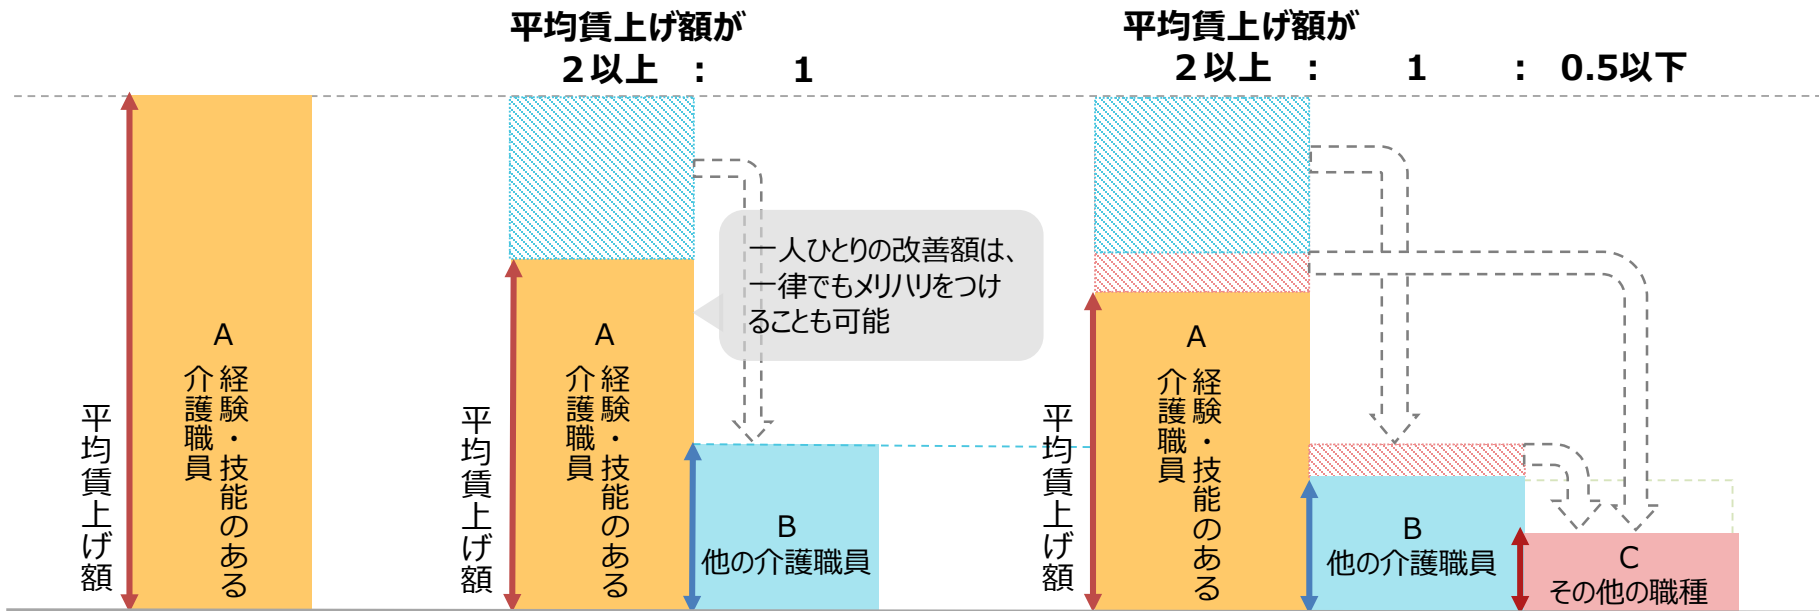 平均賃上げ額が
２以上 : 1
平均賃上げ額が
２以上 : 1 : 0.5以下
平均賃上げ額
A
経験・技能のある
介護職員
平均賃上げ額
A
経験・技能のある
介護職員
一人ひとりの改善額は、
一律でもメリハリをつけ
ることも可能
B
他の介護職員
平均賃上げ額
A
経験・技能のある
介護職員
B
他の介護職員
C
その他の職種